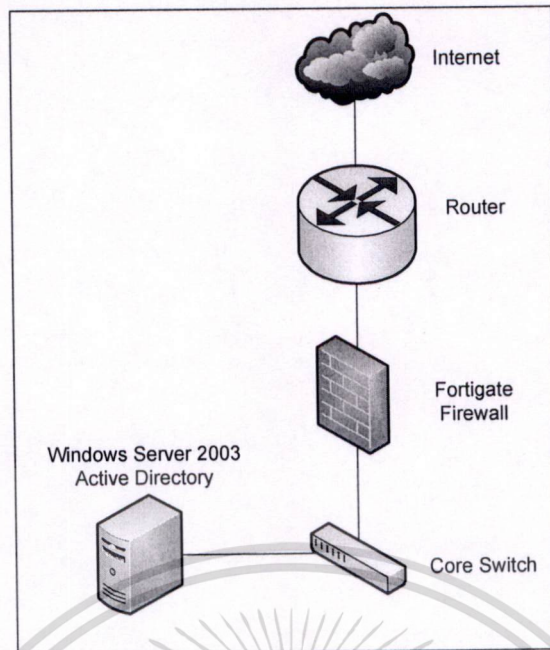 Internet
Router
Fortigate
Firewall
Windows Server 2003
Active Directory
Core Switch